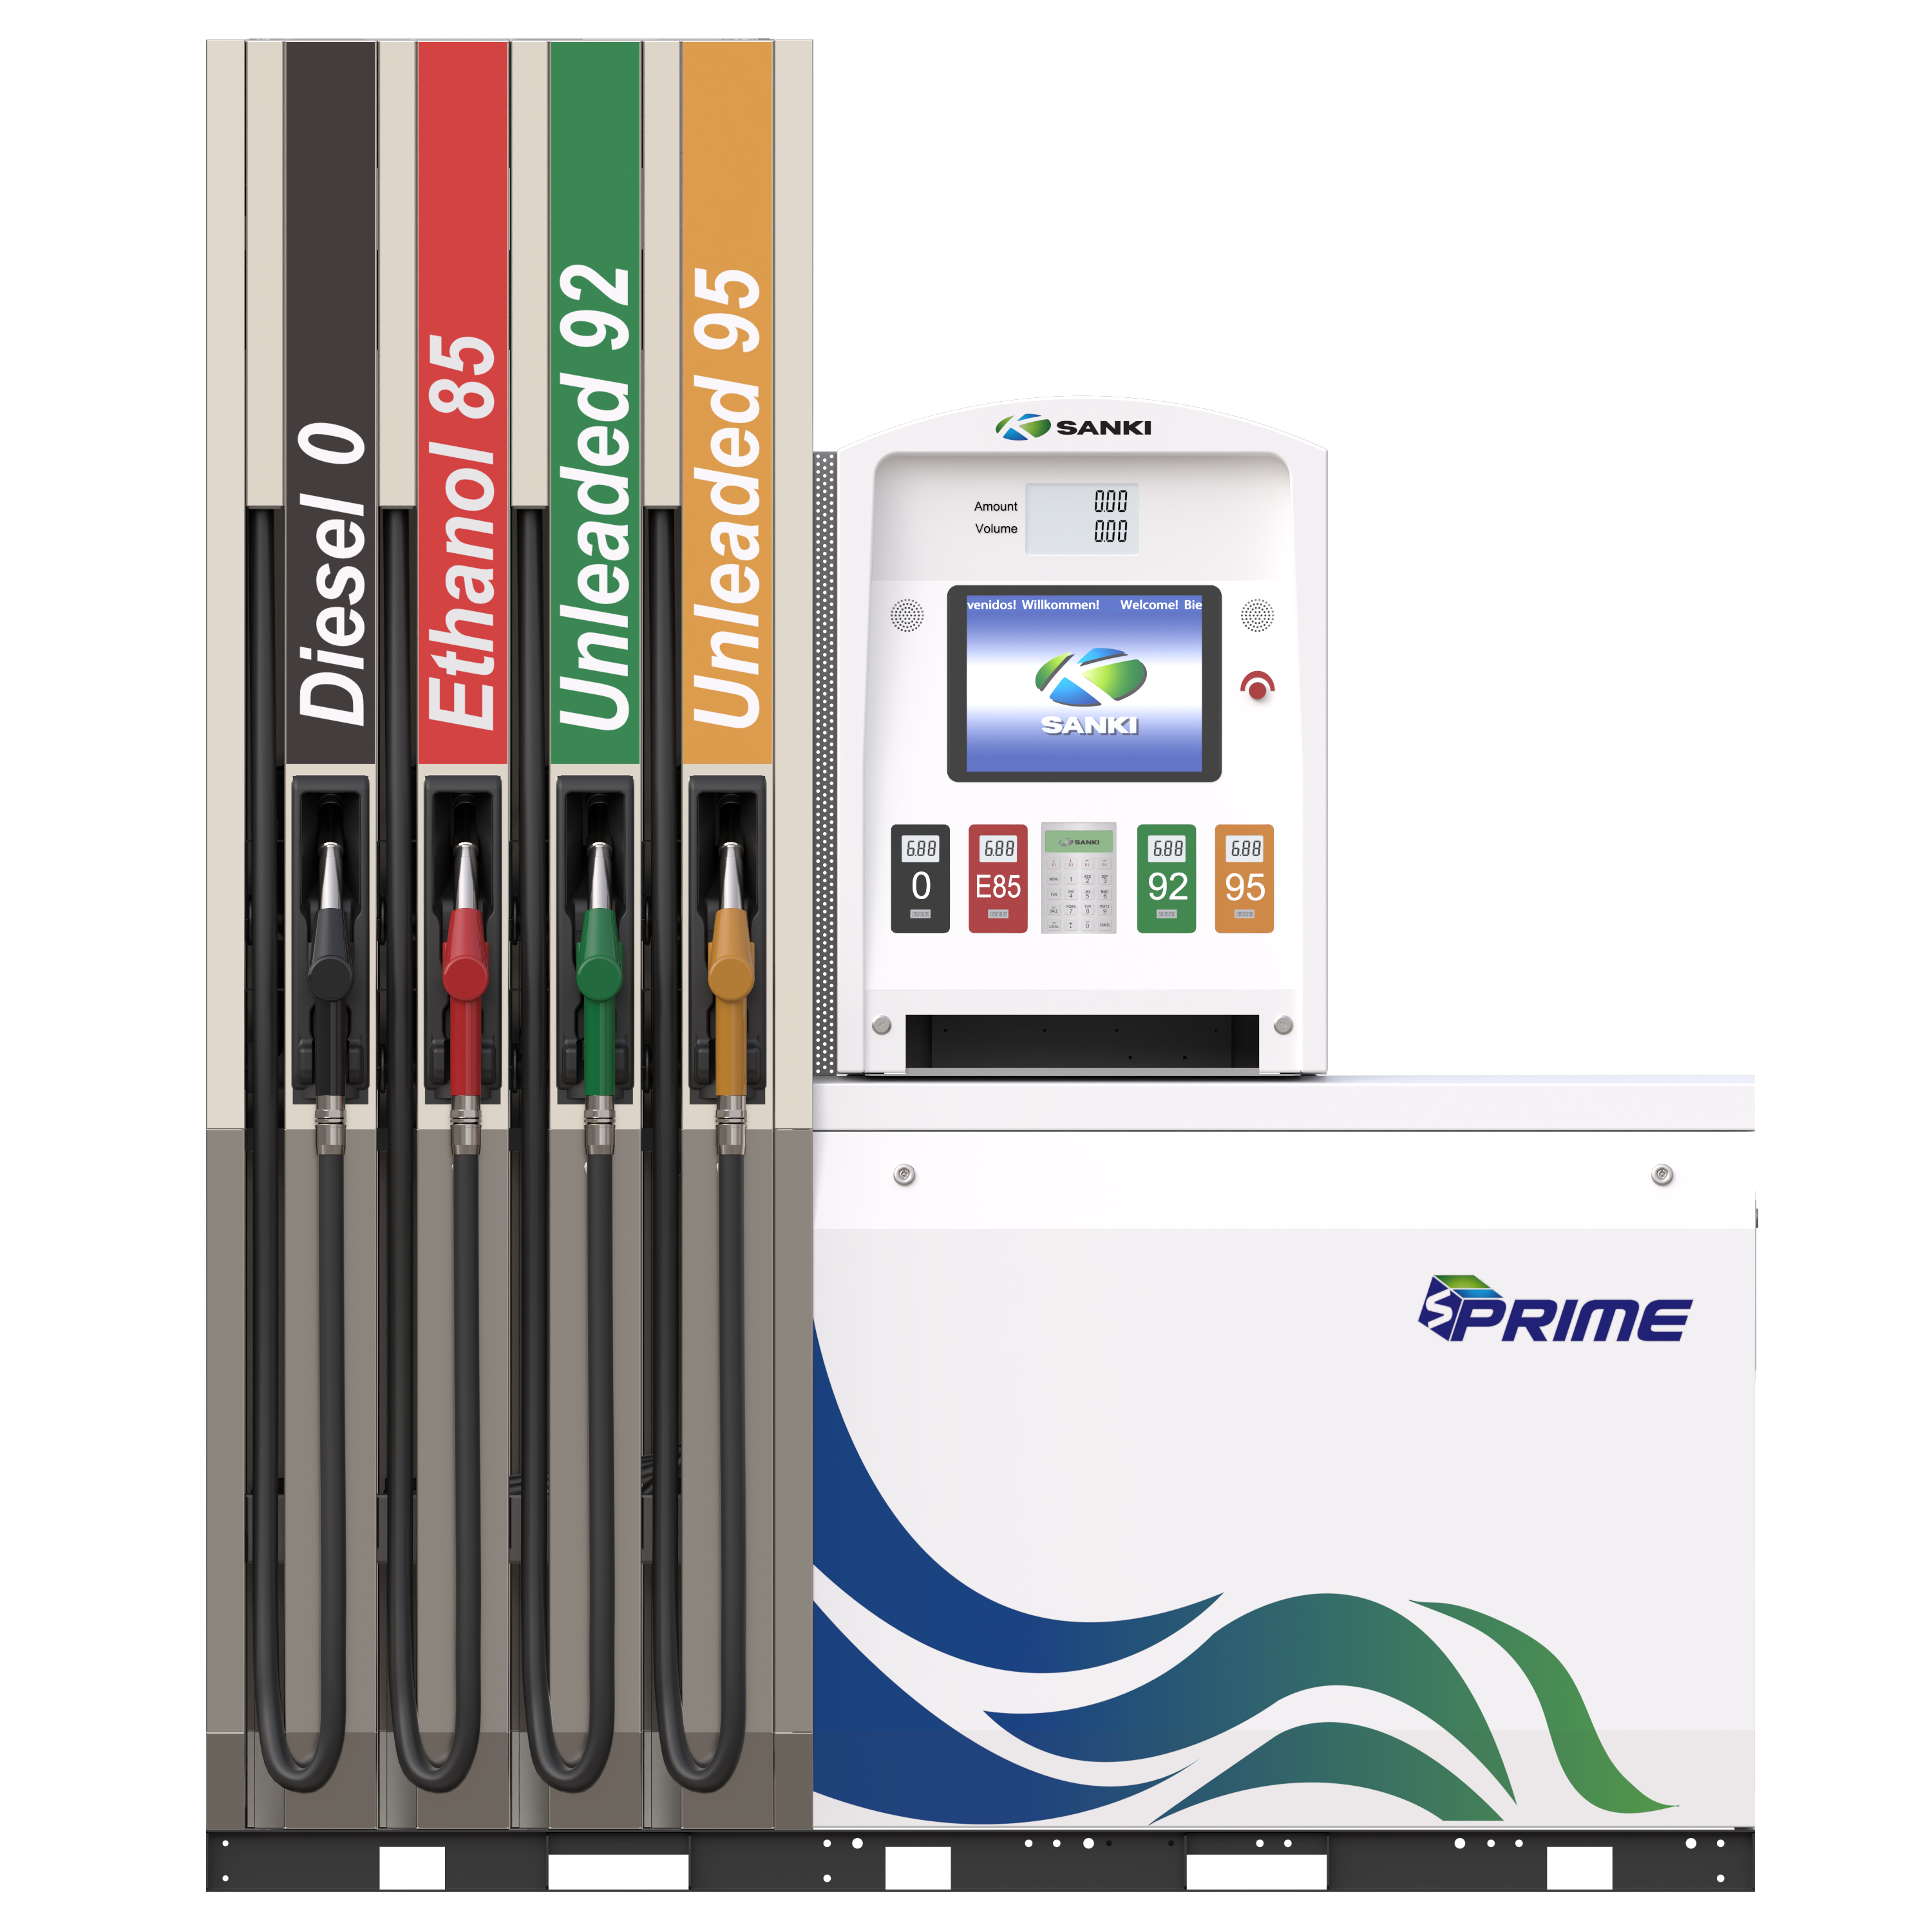 Diesel 0
Ethanol 85
Unleaded 92
Unleaded 95
SANKI
Amount 0.00
Volume 0.00
venidos! Willkommen! Welcome! Bie
SANKI
6.88
0
6.88
E85
SANKI
6.88
92
6.88
95
PRIME